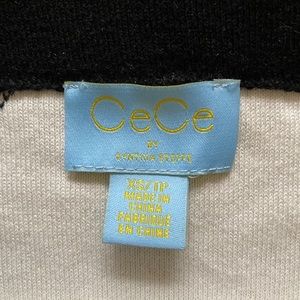 CeCe
BY
CYNTHIA STEFFE
XS/TP
MADE IN
CHINA
FABRIQUÉ
EN CHINE